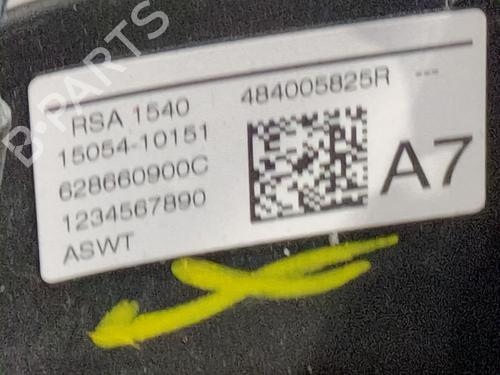 RSA 1540
15054-10151
628660900C
1234567890
ASWT
484005825R ---
A7
B-PARTS